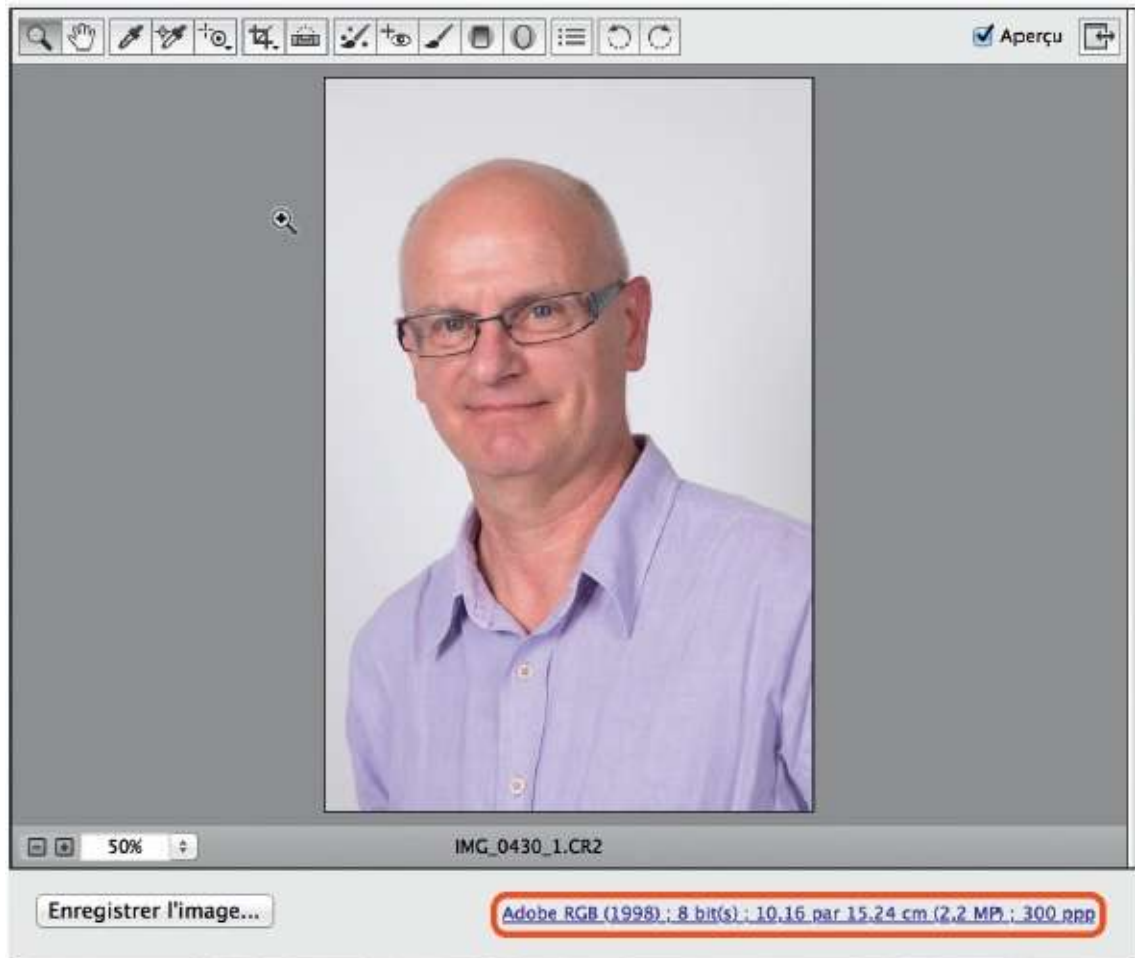 Aperçu
50%
IMG_0430_1.CR2
Enregistrer l'image...
Adobe RGB (1998) ; 8 bit(s) ; 10,16 par 15,24 cm (2,2 MP) ; 300 ppp